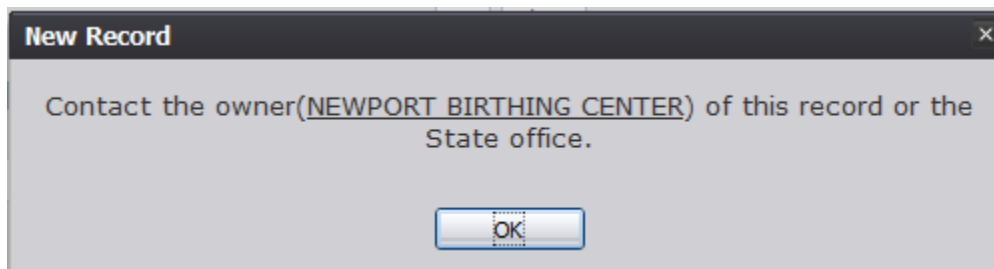 New Record
Contact the owner(NEWPORT BIRTHING CENTER) of this record or the
State office.
OK